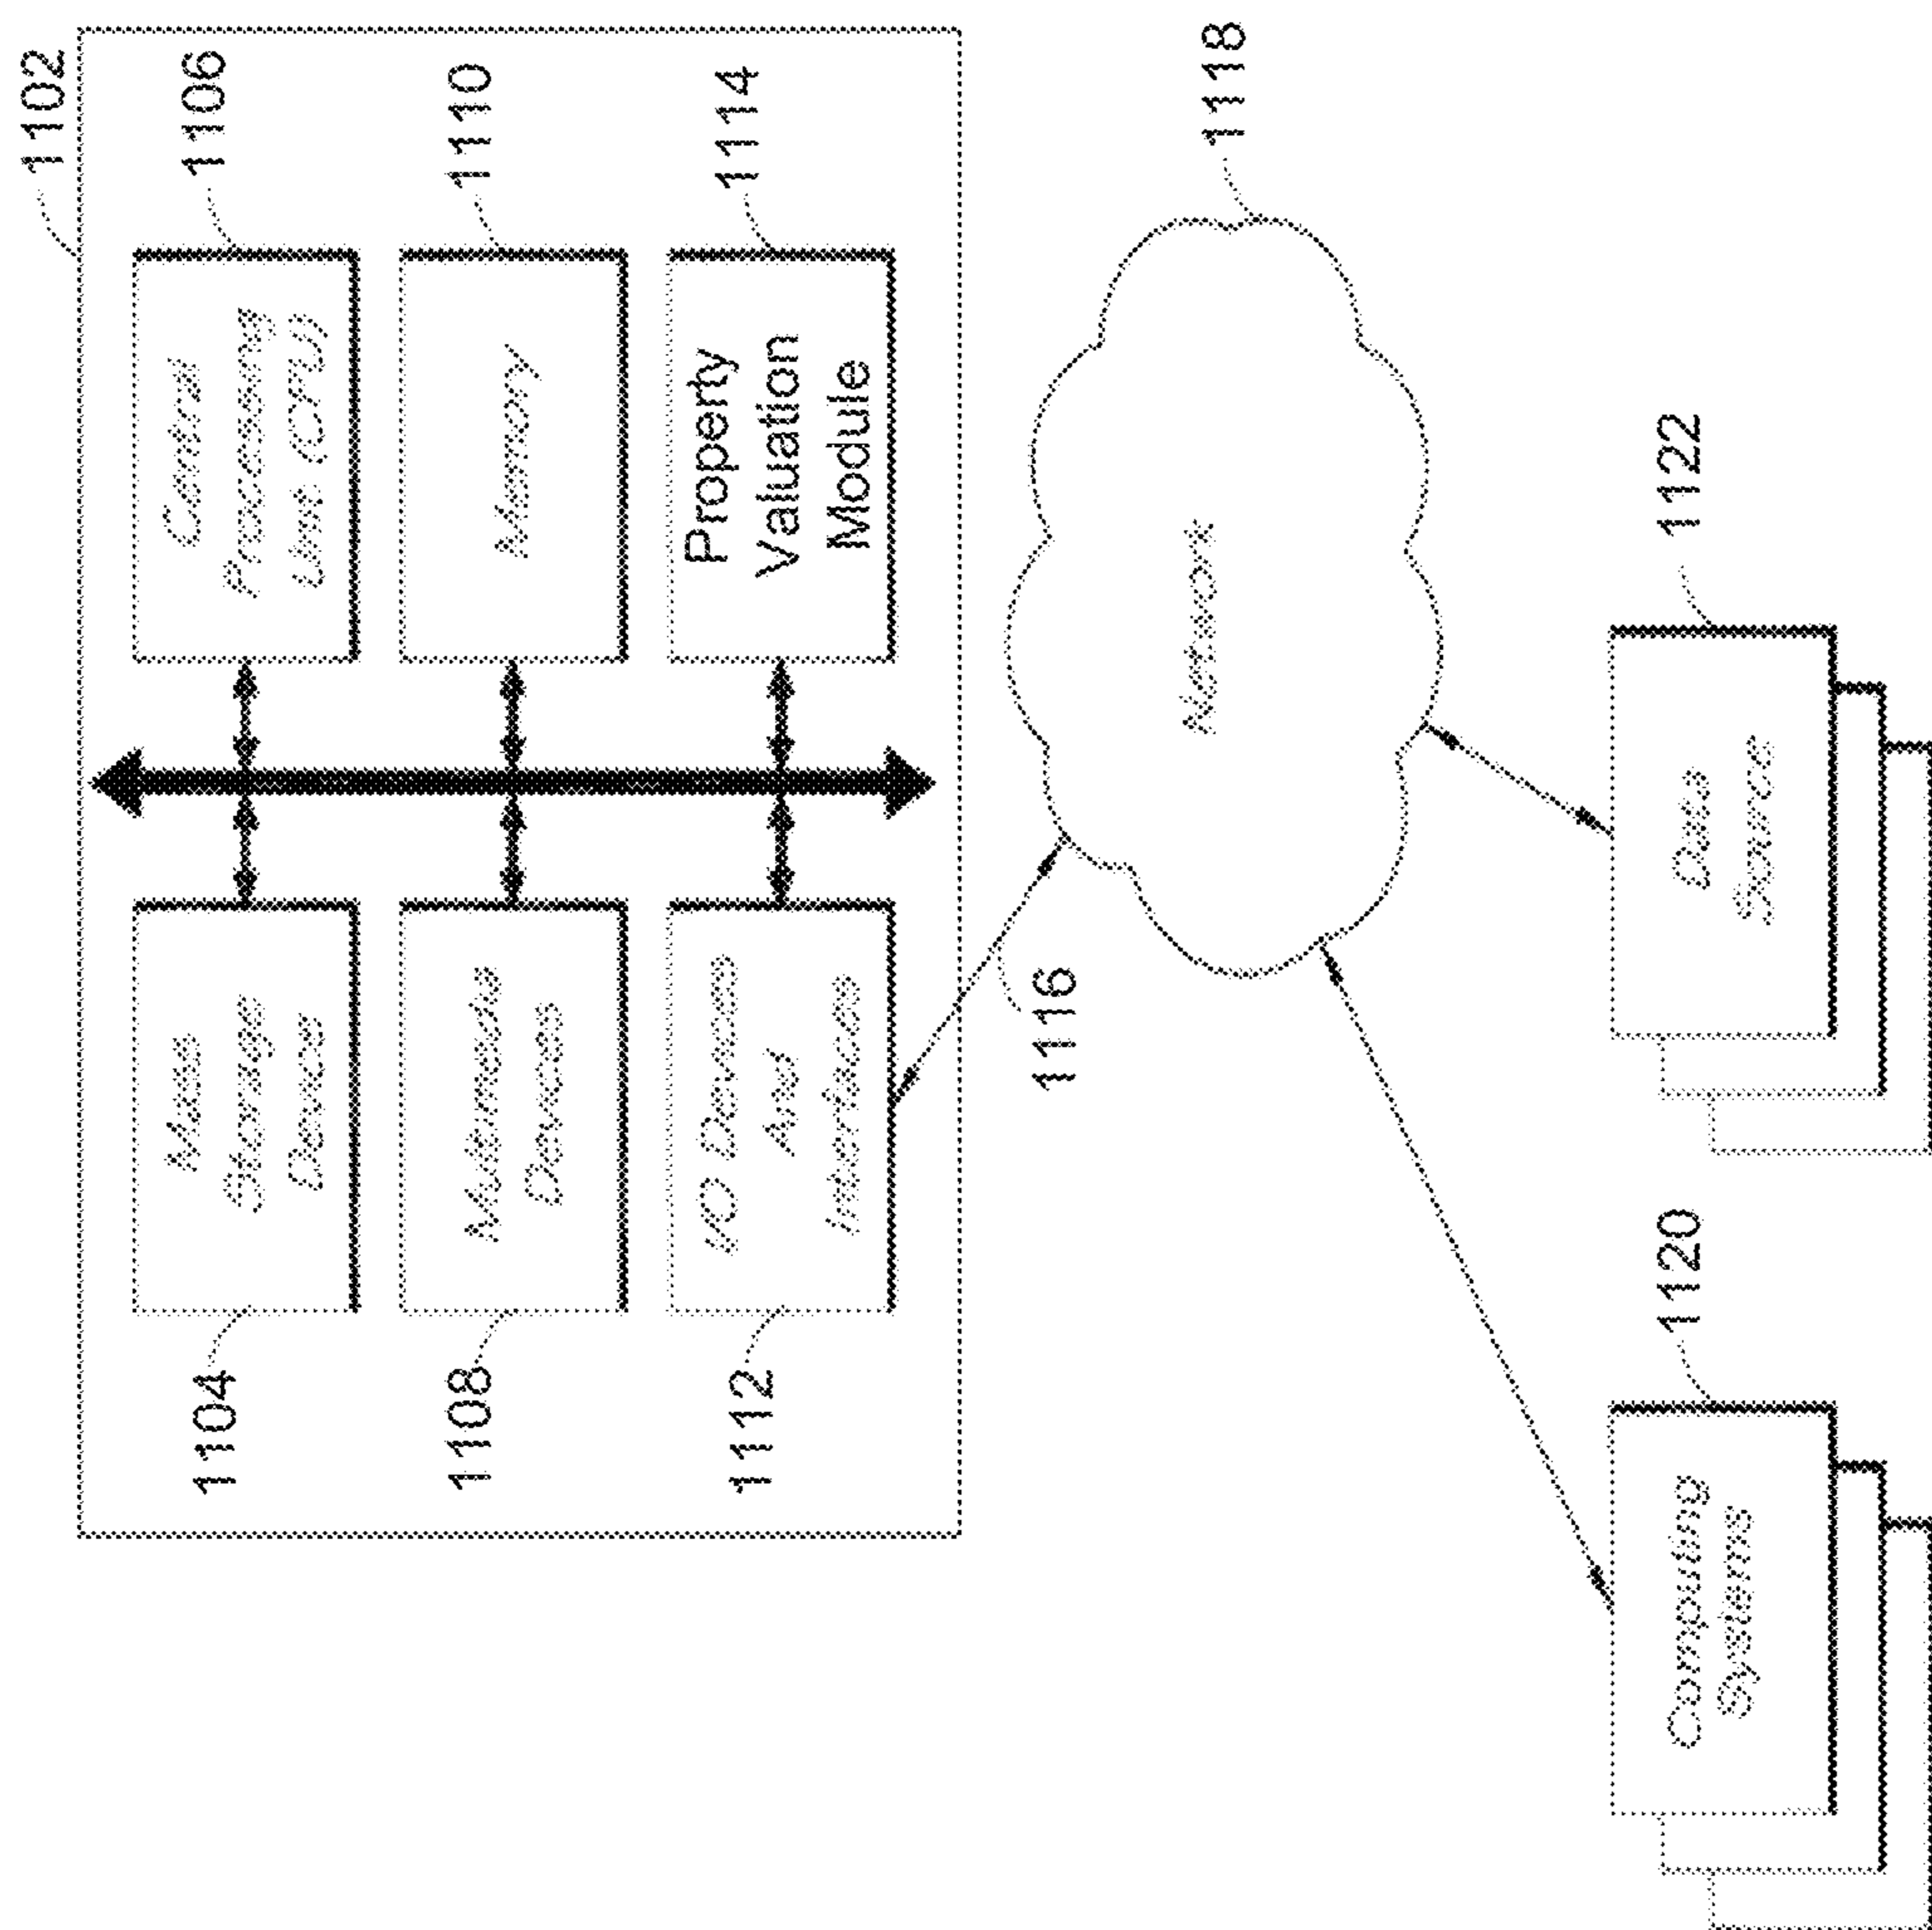 1102
1104
Mass
Storage
Device
Central
Processing
Unit (CPU)
1106
1108
Multimedia
Devices
Memory
1110
1112
I/O Devices
And
Interfaces
Property
Valuation
Module
1114
1116
Network
1118
Computing
Systems
1120
Data
Source
1122